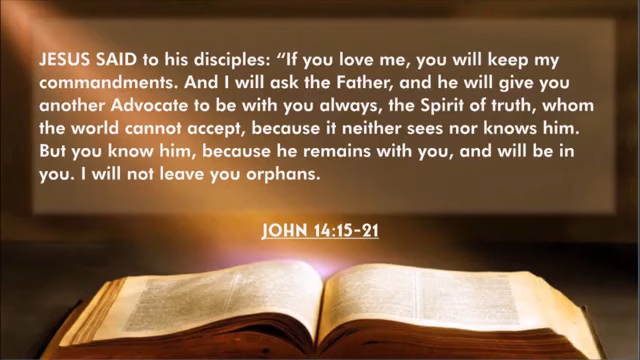 JESUS SAID to his disciples: “If you love me, you will keep my
commandments. And I will ask the Father, and he will give you
another Advocate to be with you always, the Spirit of truth, whom
the world cannot accept, because it neither sees nor knows him.
But you know him, because he remains with you, and will be in
you. I will not leave you orphans.
JOHN 14:15-21